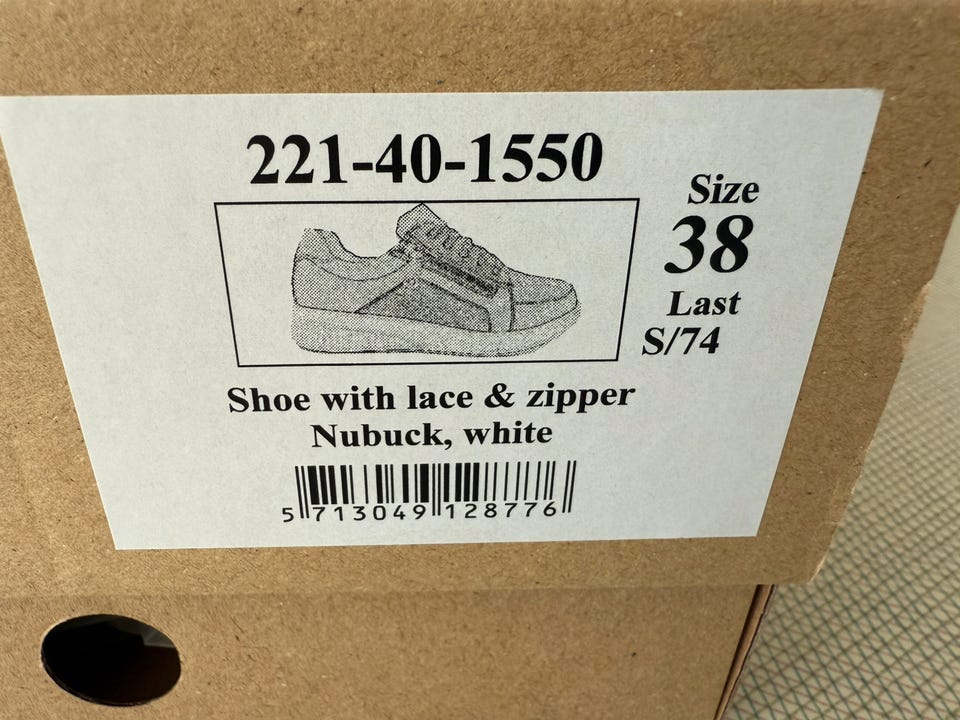 221-40-1550
Size
38
Last
S/74
Shoe with lace & zipper
Nubuck, white
5 713049 128776